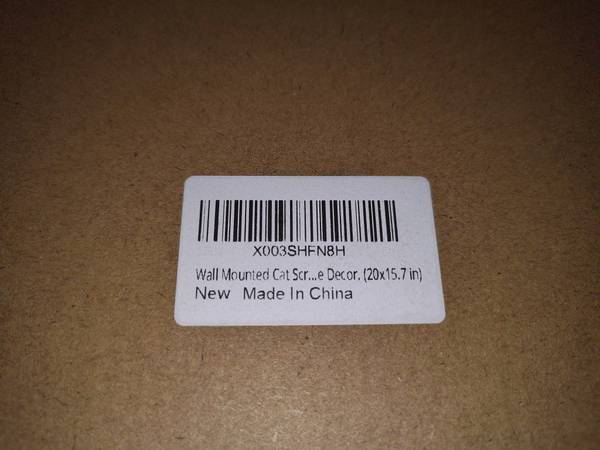 X003SHFN8H
Wall Mounted Cat Scr...e Decor. (20x15.7 in)
New Made In China